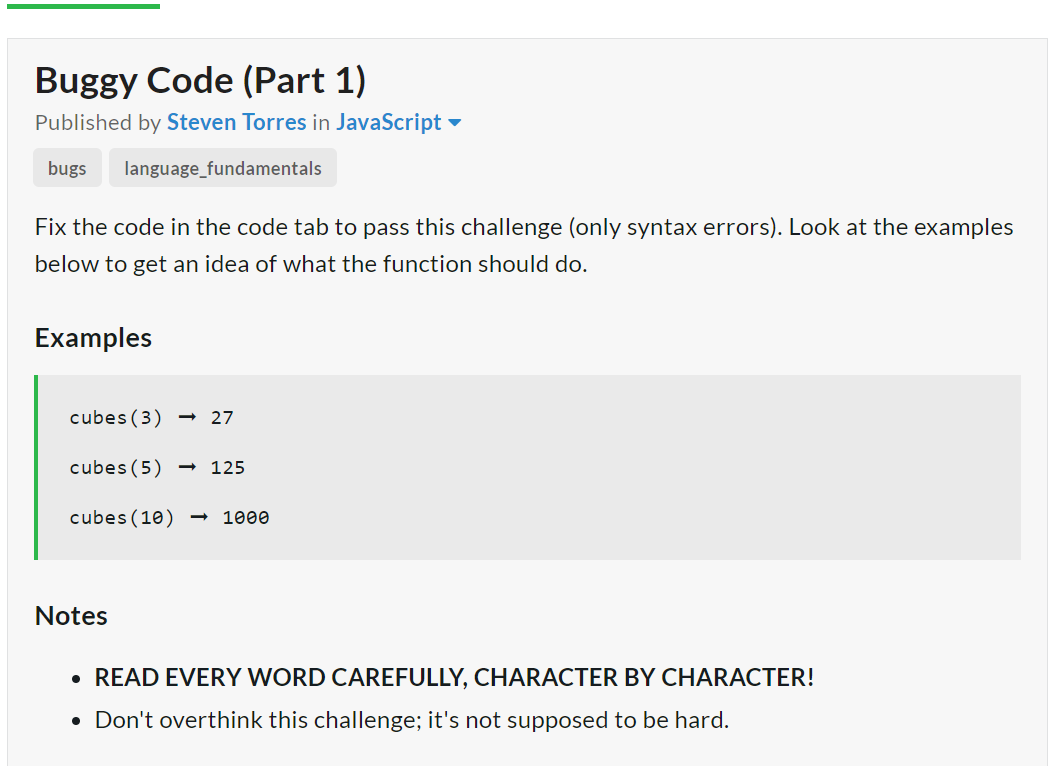 Buggy Code (Part 1)
Published by Steven Torres in JavaScript
bugs language_fundamentals
Fix the code in the code tab to pass this challenge (only syntax errors). Look at the examples
below to get an idea of what the function should do.
Examples
cubes(3) ➞ 27
cubes(5) ➞ 125
cubes(10) ➞ 1000
Notes
• READ EVERY WORD CAREFULLY, CHARACTER BY CHARACTER!
• Don't overthink this challenge; it's not supposed to be hard.